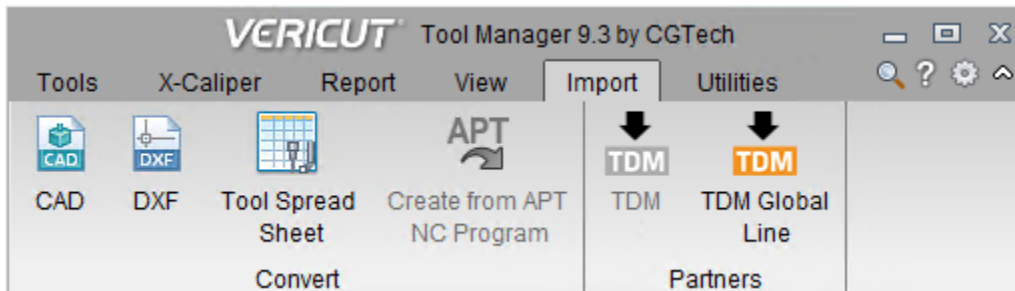 VERICUT Tool Manager 9.3 by CGTech
Tools X-Caliper Report View Import Utilities
?
CAD DXF APT TDM TDM
CAD DXF Tool Spread Create from APT TDM TDM Global
Sheet NC Program Line
Convert Partners